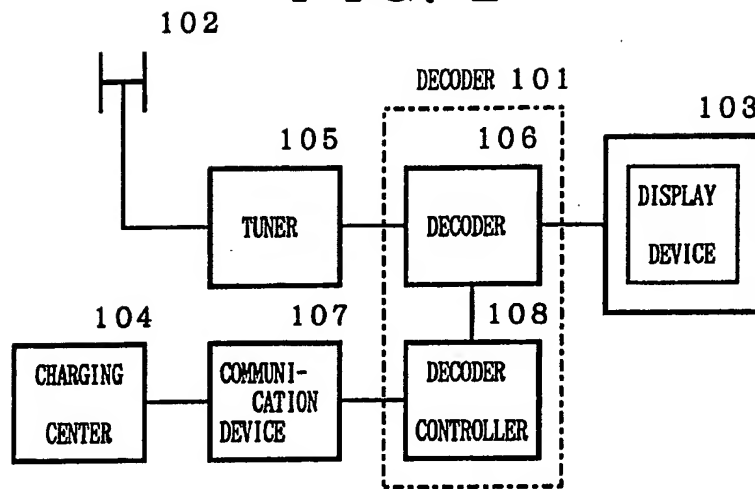 102
DECODER 101
103
105
106
TUNER
DECODER
DISPLAY
DEVICE
104
107
108
CHARGING
CENTER
COMMUNI-
CATION
DEVICE
DECODER
CONTROLLER